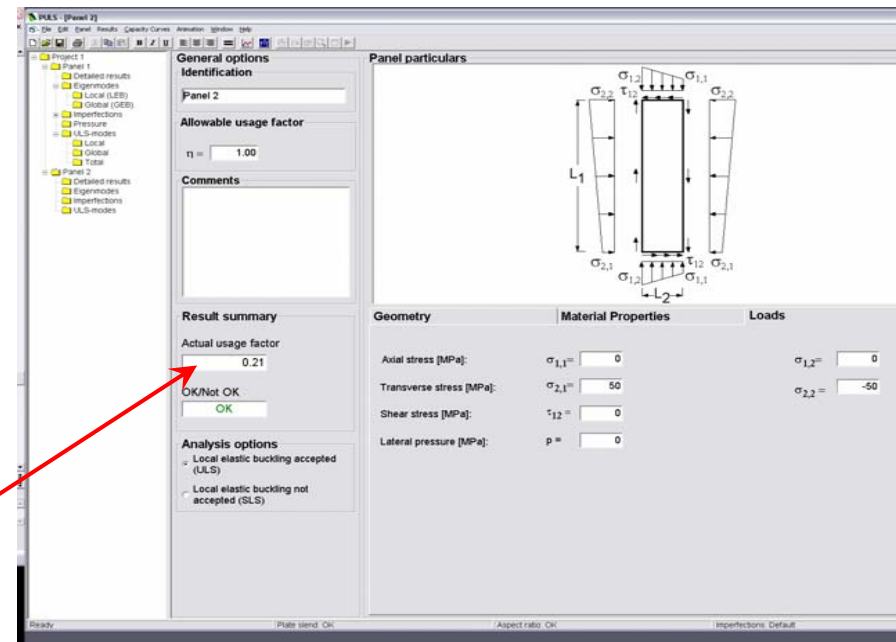 PULS - [Panel 2]
File Edit Panel Results Capacity Curves Animation Window Help
B I U
Project 1
Panel 1
Detailed results
Eigenmodes
Local (LEB)
Global (GEB)
Imperfections
Pressure
ULS-modes
Local
Global
Total
Panel 2
Detailed results
Eigenmodes
Imperfections
ULS-modes
General options
Identification
Panel 2
Allowable usage factor
η = 1.00
Comments
Result summary
Actual usage factor
0.21
OK/Not OK
OK
Analysis options
Local elastic buckling accepted
(ULS)
Local elastic buckling not
accepted (SLS)
Panel particulars
σ1,2 σ1,1
σ2,2 τ12 σ2,2
L1
σ2,1 τ12 σ2,1
σ1,2 σ1,1
L2
Geometry Material Properties Loads
Axial stress [MPa]: σ1,1= 0 σ1,2= 0
Transverse stress [MPa]: σ2,1= 50 σ2,2 = -50
Shear stress [MPa]: τ12 = 0
Lateral pressure [MPa]: p = 0
Ready Plate slend. OK Aspect ratio: OK Imperfections: Default